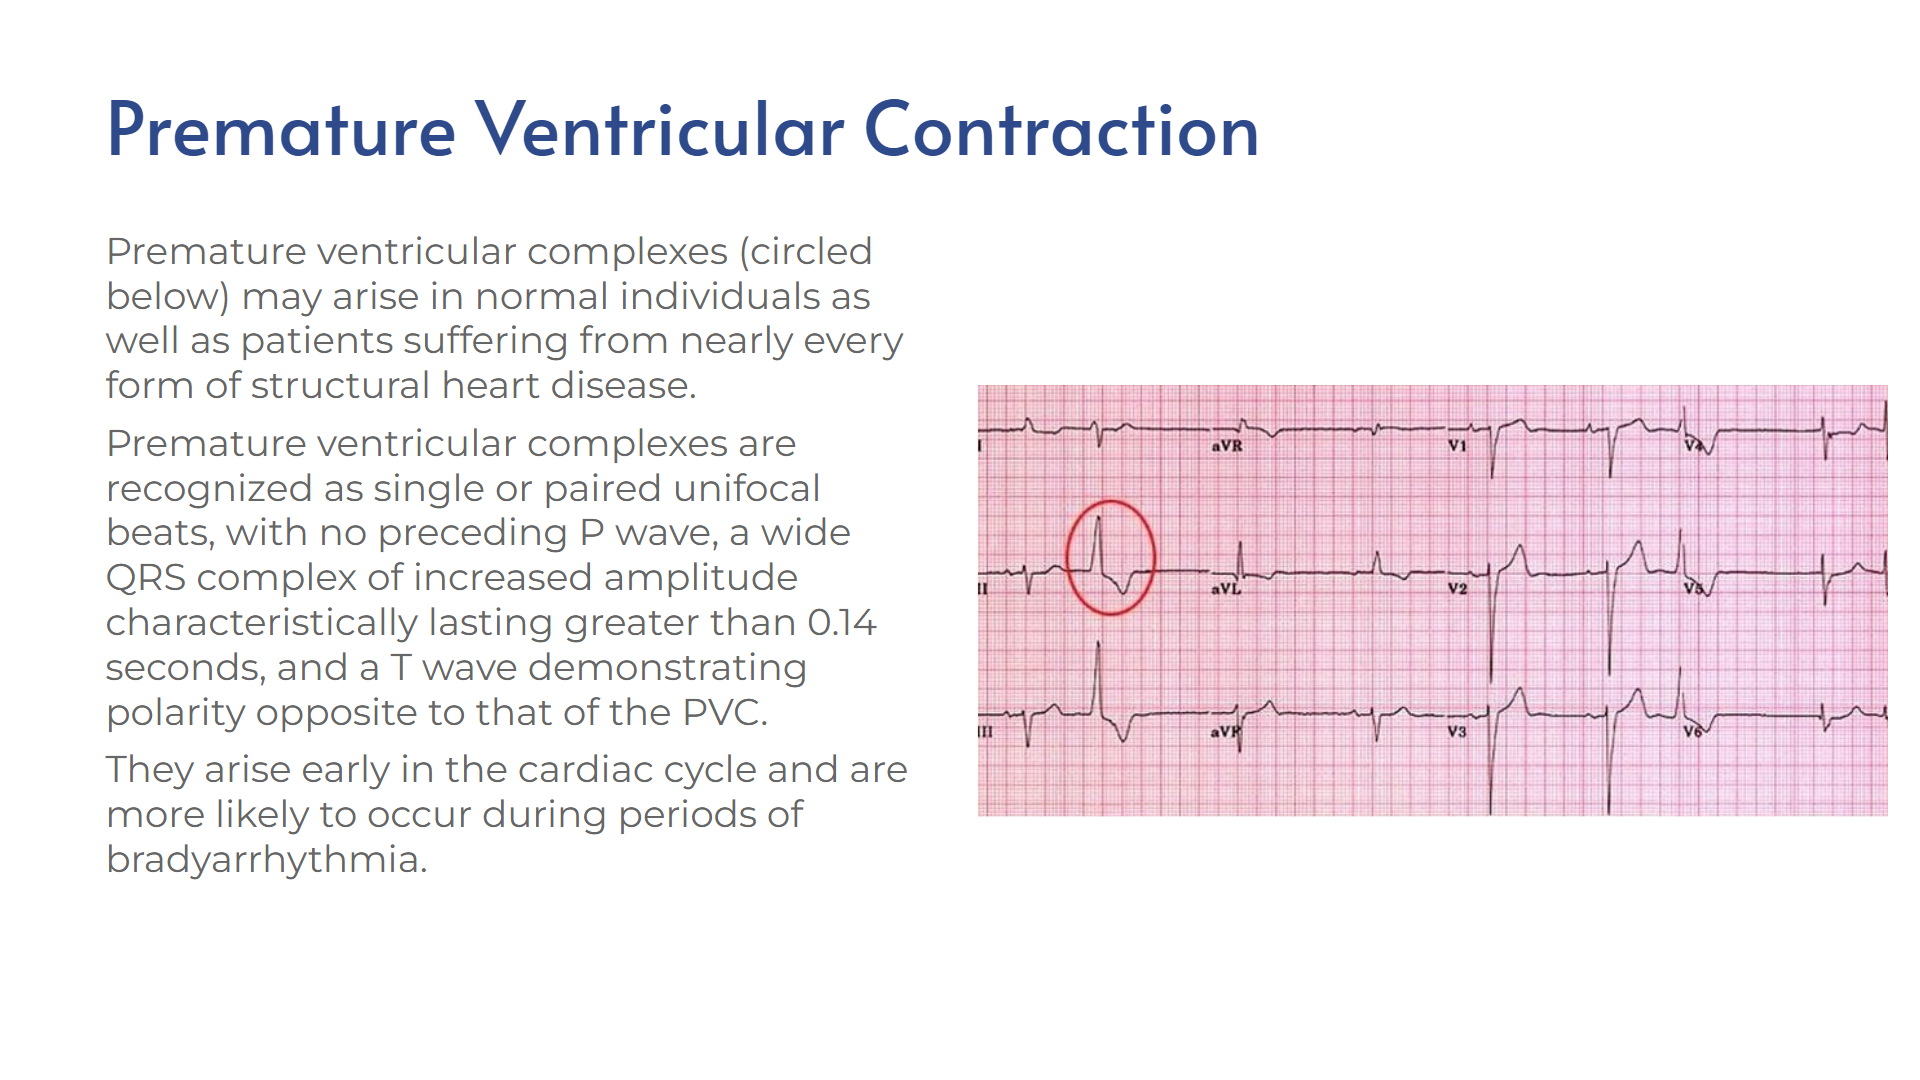 Premature Ventricular Contraction
Premature ventricular complexes (circled
below) may arise in normal individuals as
well as patients suffering from nearly every
form of structural heart disease.
Premature ventricular complexes are
recognized as single or paired unifocal
beats, with no preceding P wave, a wide
QRS complex of increased amplitude
characteristically lasting greater than 0.14
seconds, and a T wave demonstrating
polarity opposite to that of the PVC.
They arise early in the cardiac cycle and are
more likely to occur during periods of
bradyarrhythmia.
I aVR V1 V4
II aVL V2 V5
III aVF V3 V6